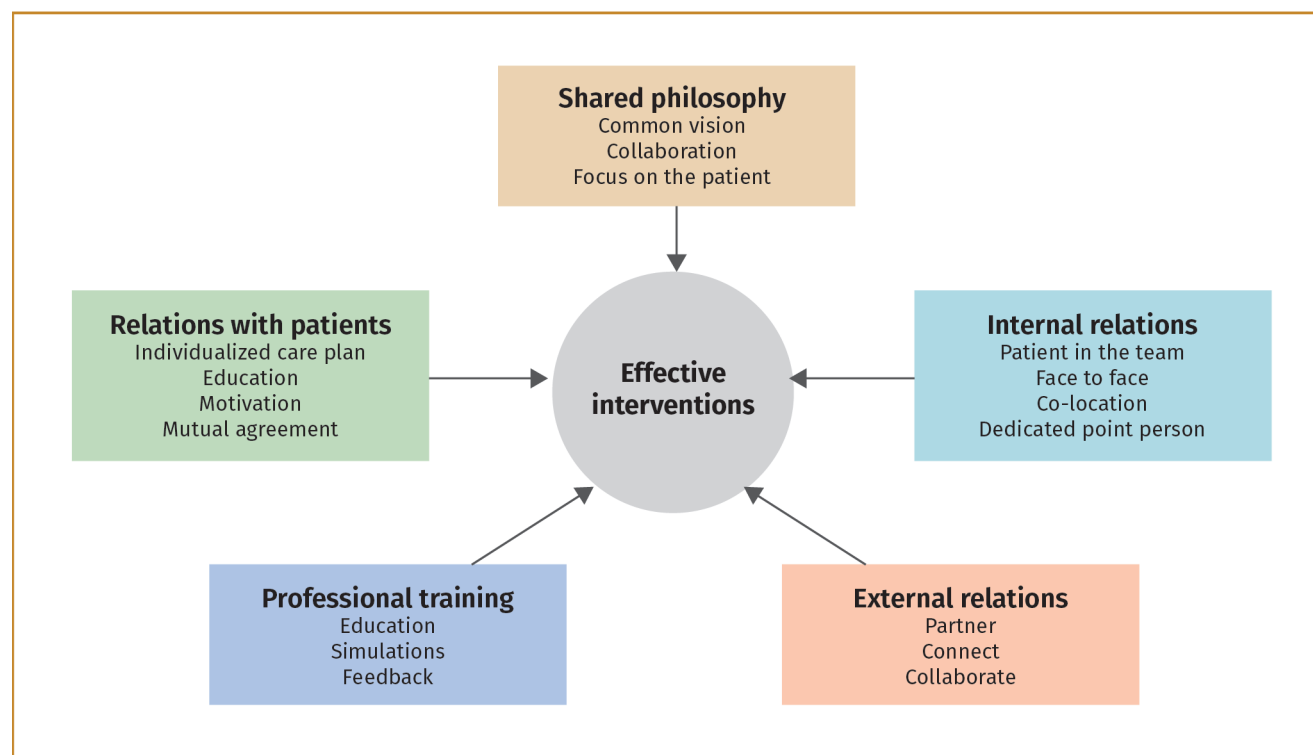 Shared philosophy
Common vision
Collaboration
Focus on the patient
Relations with patients
Individualized care plan
Education
Motivation
Mutual agreement
Effective
interventions
Internal relations
Patient in the team
Face to face
Co-location
Dedicated point person
Professional training
Education
Simulations
Feedback
External relations
Partner
Connect
Collaborate